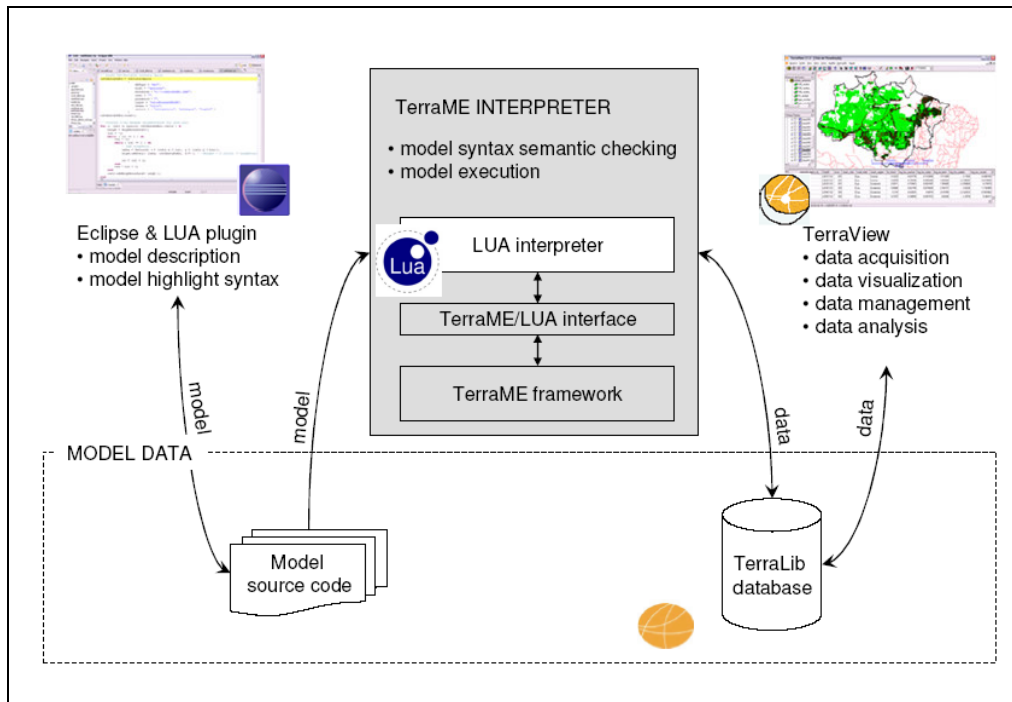 TerraME INTERPRETER
• model syntax semantic checking
• model execution
LUA interpreter
Lua
TerraME/LUA interface
TerraME framework
Eclipse & LUA plugin
• model description
• model highlight syntax
TerraView
• data acquisition
• data visualization
• data management
• data analysis
model
model
data
data
MODEL DATA
Model
source code
TerraLib
database